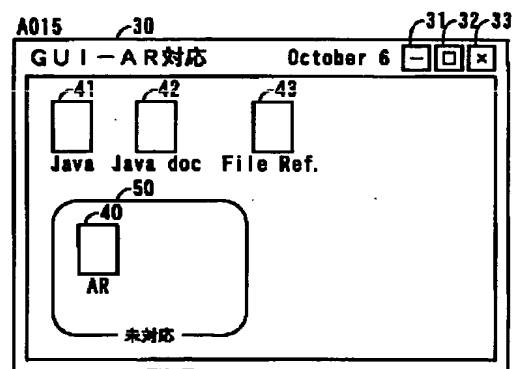 A015 30 31 32 33
GUI-AR対応 October 6
41 42 43
Java Java doc File Ref.
50
40
AR
未対応